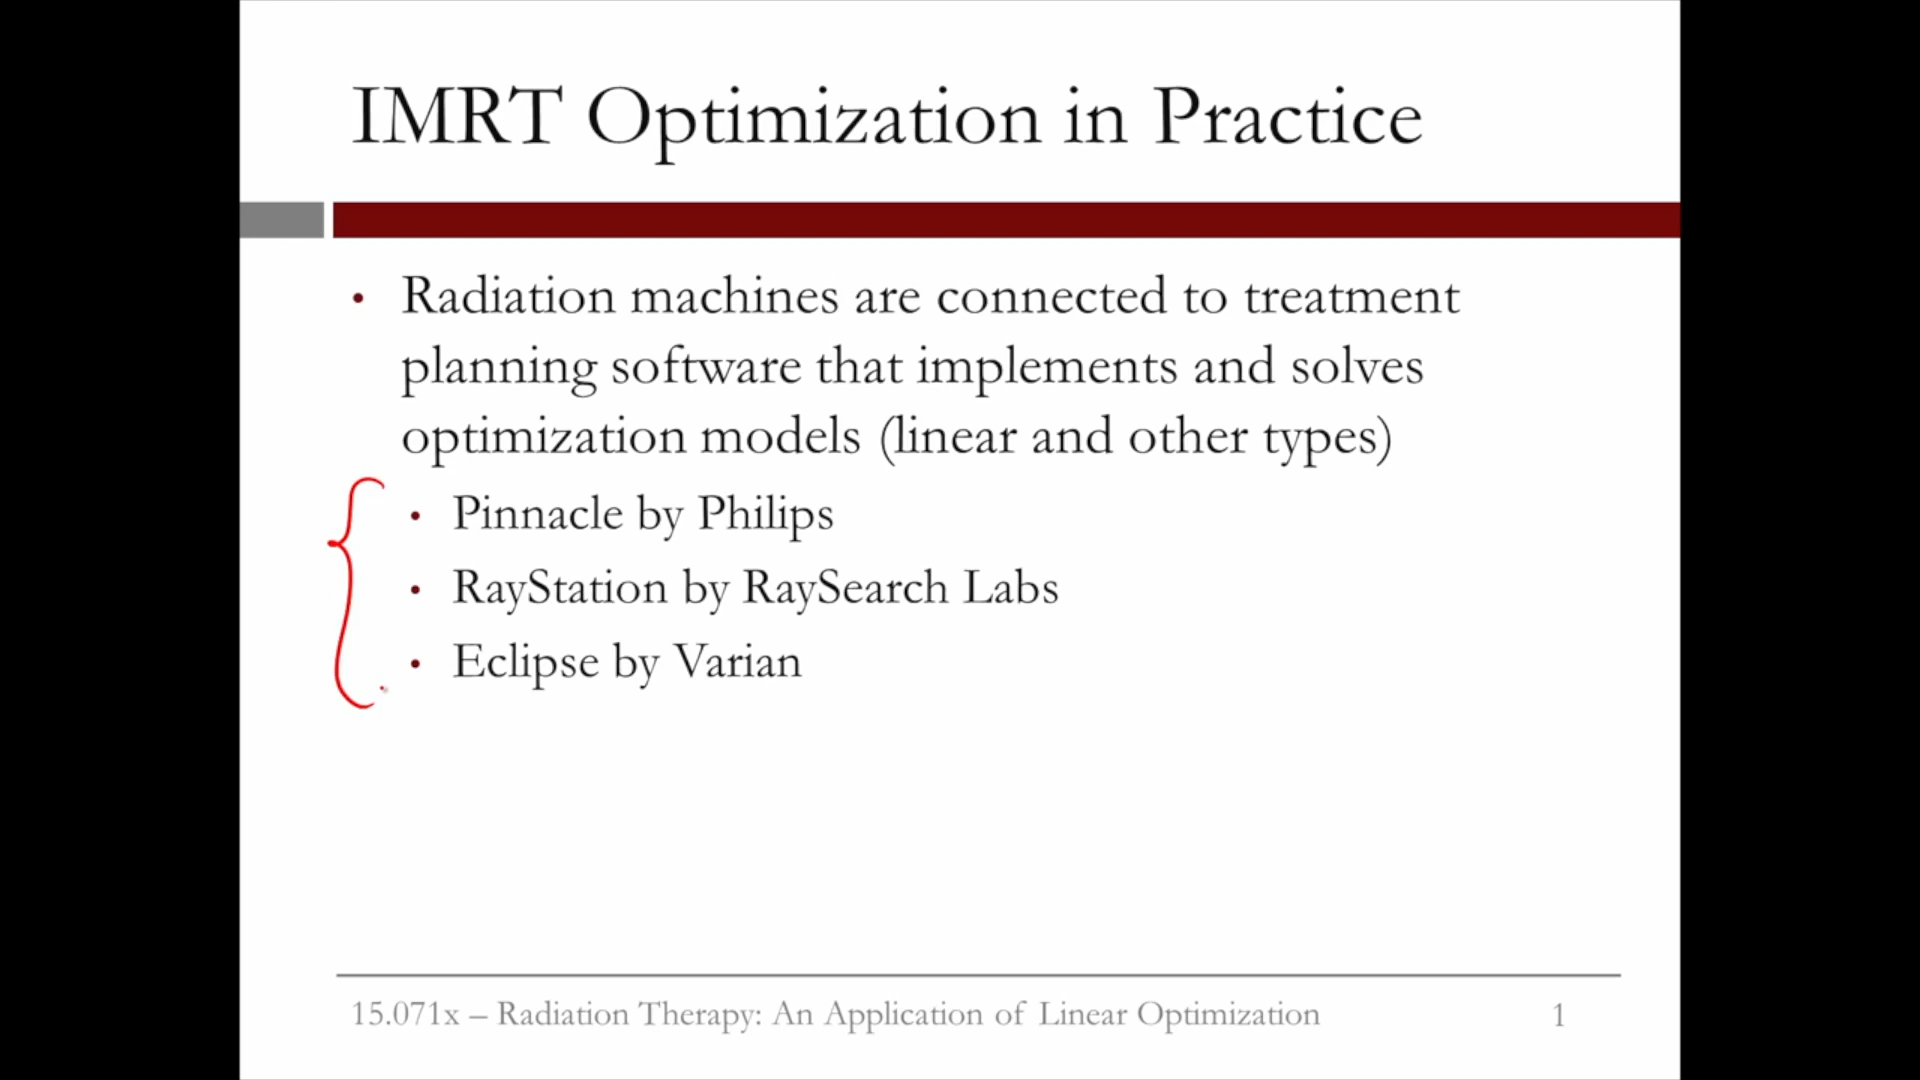 IMRT Optimization in Practice
• Radiation machines are connected to treatment
planning software that implements and solves
optimization models (linear and other types)
• Pinnacle by Philips
• RayStation by RaySearch Labs
• Eclipse by Varian
15.071x – Radiation Therapy: An Application of Linear Optimization 1